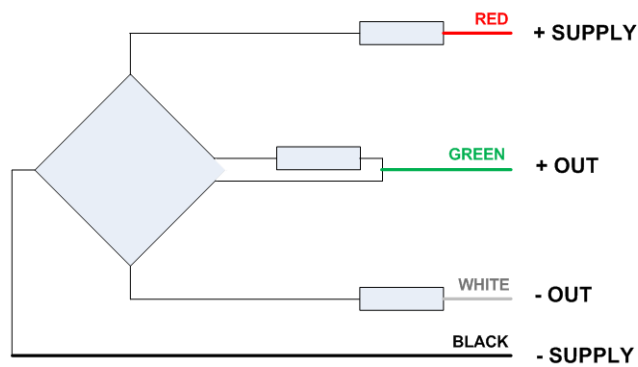 RED
+ SUPPLY
GREEN
+ OUT
WHITE
- OUT
BLACK
- SUPPLY